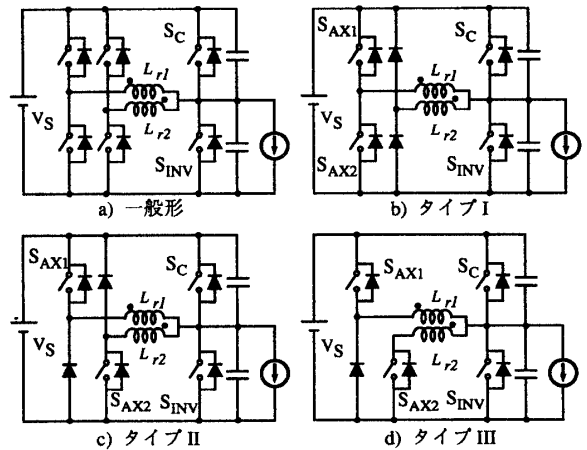 S_C
L_r1
V_S
L_r2
S_INV
a) 一般形
S_AX1
S_C
L_r1
V_S
L_r2
S_AX2
S_INV
b) タイプI
S_AX1
S_C
L_r1
V_S
L_r2
S_AX2
S_INV
c) タイプ II
S_AX1
S_C
L_r1
V_S
L_r2
S_AX2
S_INV
d) タイプ III